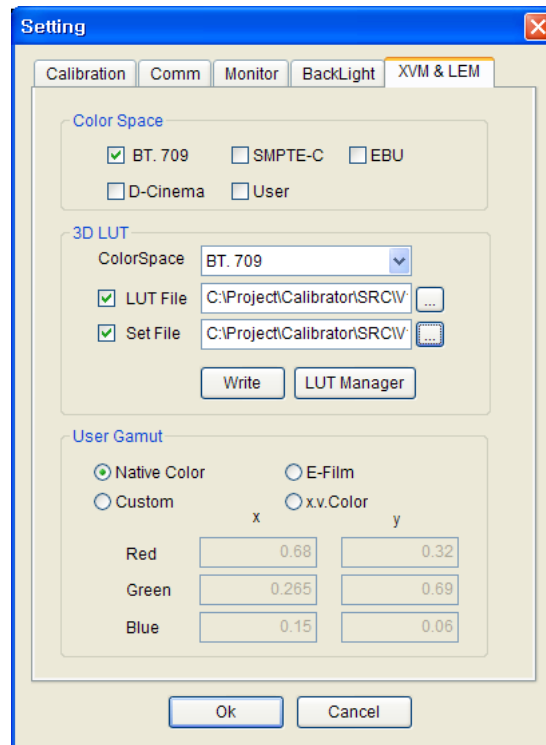 Setting
Calibration Comm Monitor BackLight XVM & LEM
Color Space
BT. 709 SMPTE-C EBU
D-Cinema User
3D LUT
ColorSpace BT. 709
LUT File C:\Project\Calibrator\SRC\V ...
Set File C:\Project\Calibrator\SRC\V ...
Write LUT Manager
User Gamut
Native Color E-Film
Custom x.v.Color
x y
Red 0.68 0.32
Green 0.265 0.69
Blue 0.15 0.06
Ok Cancel